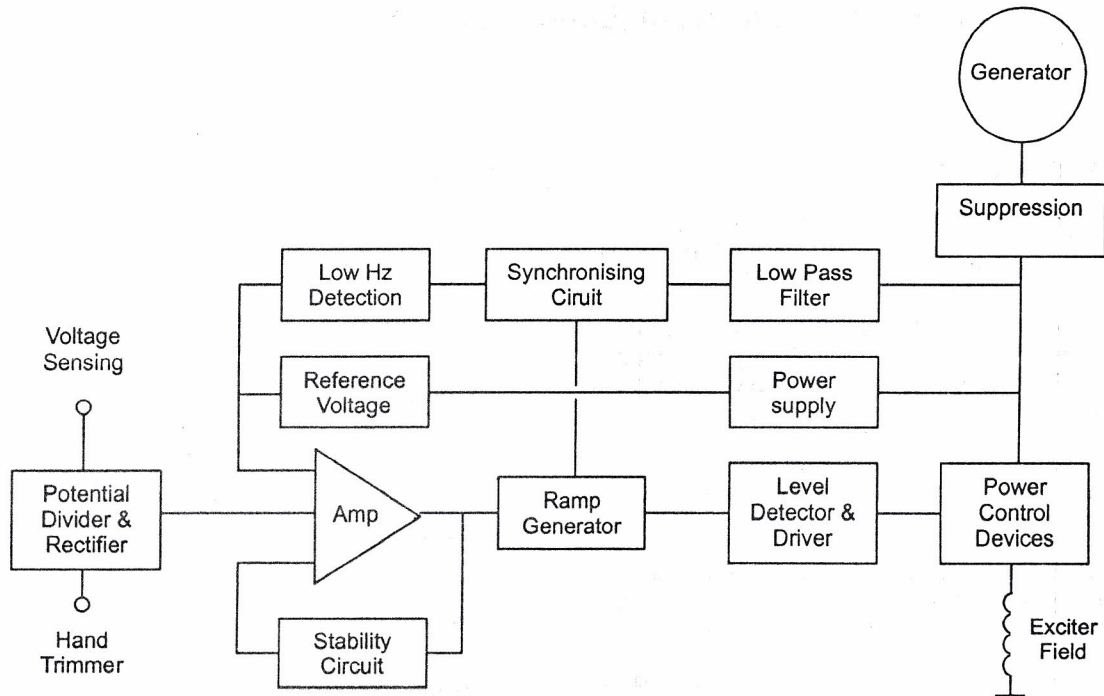 Generator
Suppression
Low Hz
Detection
Synchronising
Ciruit
Low Pass
Filter
Voltage
Sensing
Reference
Voltage
Power
supply
Potential
Divider &
Rectifier
Amp
Ramp
Generator
Level
Detector &
Driver
Power
Control
Devices
Hand
Trimmer
Stability
Circuit
Exciter
Field